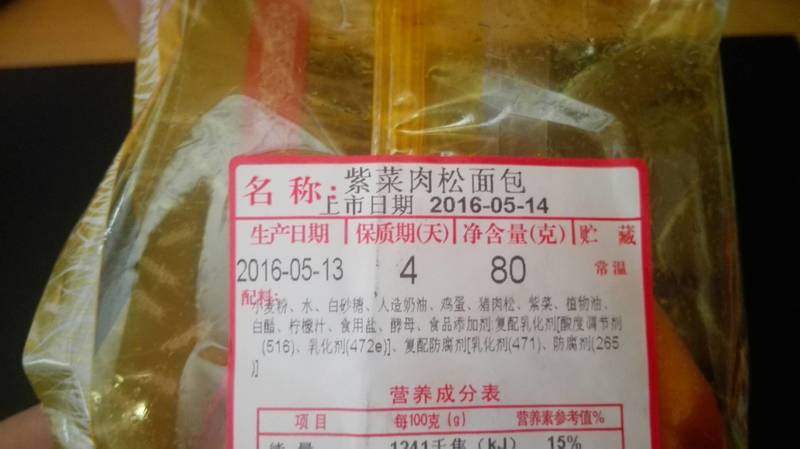 名 称: 紫菜肉松面包
上市日期 2016-05-14
生产日期 保质期(天) 净含量(克) 贮 藏
2016-05-13 4 80 常温
配料:
小麦粉、水、白砂糖、人造奶油、鸡蛋、猪肉松、紫菜、植物油、
白醋、柠檬汁、食用盐、酵母、食品添加剂:复配乳化剂[酸度调节剂
(516)、乳化剂(472e)]、复配防腐剂[乳化剂(471)、防腐剂(265
)]
营养成分表
项目 每100克(g) 营养素参考值%
能量 1241千焦(kJ) 15%